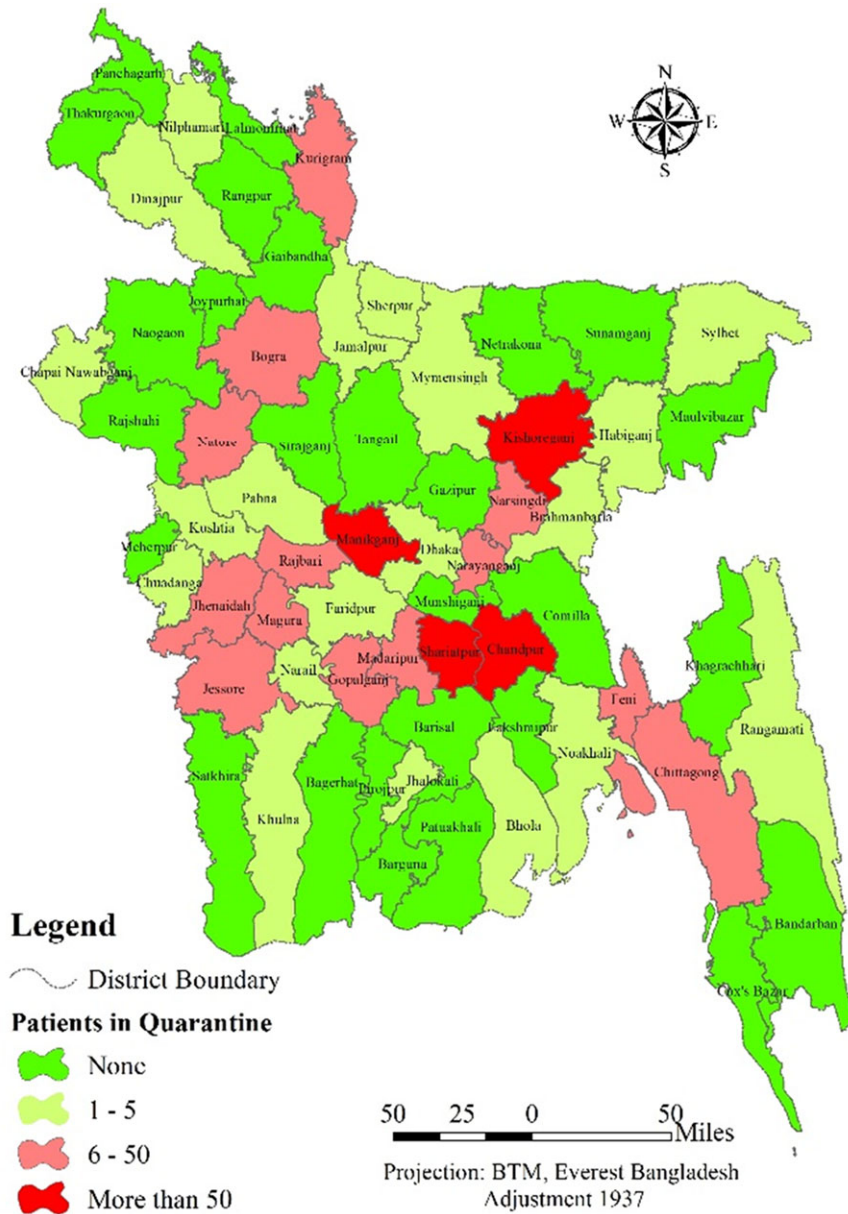 N
W E
S
Panchagarh
Thakurgaon
Nilphamari
Lalmonirhat
Kurigram
Dinajpur
Rangpur
Gaibandha
Joypurhat
Naogaon
Sherpur
Jamalpur
Bogra
Netrakona
Sunamganj
Sylhet
Mymensingh
Chapai Nawabganj
Rajshahi
Maulvibazar
Natore
Sirajganj
Tangail
Kishoreganj
Habiganj
Gazipur
Narsingdi
Pabna
Kushtia
Brahmanbaria
Meherpur
Manikganj
Dhaka
Chuadanga
Rajbari
Narayanganj
Jhenaidah
Magura
Faridpur
Munshiganj
Comilla
Shariatpur
Chandpur
Madaripur
Narail
Gopalganj
Jessore
Khagrachhari
Feni
Barisal
Lakshmipur
Noakhali
Rangamati
Satkhira
Bagerhat
Pirojpur
Jhalokati
Chittagong
Khulna
Patuakhali
Bhola
Barguna
Bandarban
Cox's Bazar
Legend
District Boundary
Patients in Quarantine
None
1 - 5
6 - 50
More than 50
50 25 0 50
Miles
Projection: BTM, Everest Bangladesh
Adjustment 1937